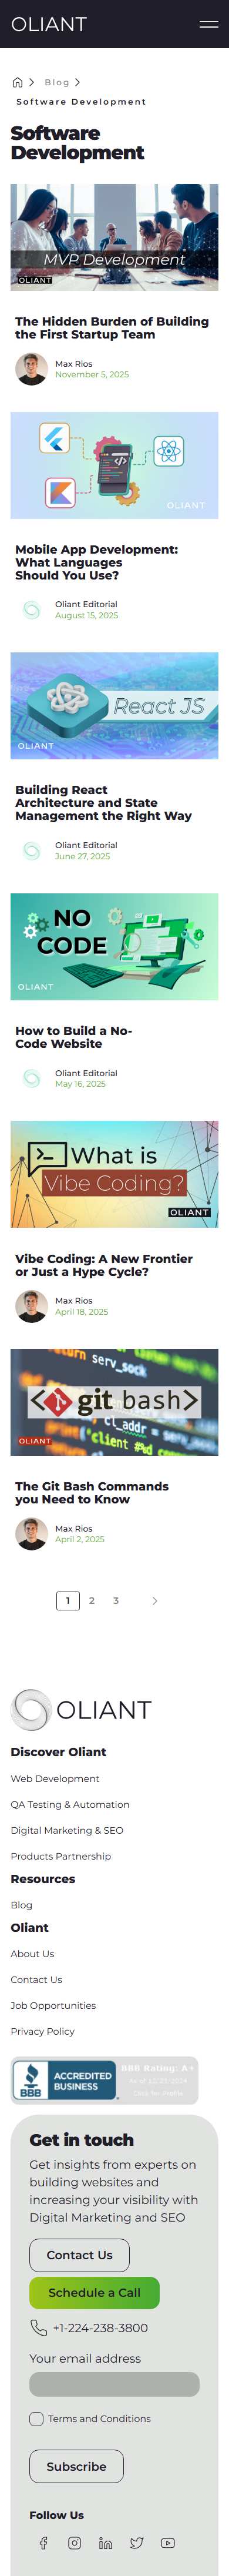 OLIANT
Blog
Software Development
Software
Development
MVP Development
OLIANT
The Hidden Burden of Building
the First Startup Team
Max Rios
November 5, 2025
OLIANT
Mobile App Development:
What Languages
Should You Use?
Oliant Editorial
August 15, 2025
React JS
OLIANT
Building React
Architecture and State
Management the Right Way
Oliant Editorial
June 27, 2025
NO
CODE
OLIANT
How to Build a No-
Code Website
Oliant Editorial
May 16, 2025
What is
Vibe Coding?
OLIANT
Vibe Coding: A New Frontier
or Just a Hype Cycle?
Max Rios
April 18, 2025
return
serv_sock
<git bash>
ct_addr = 
('client #%d
OLIANT
The Git Bash Commands
you Need to Know
Max Rios
April 2, 2025
1 2 3
OLIANT
Discover Oliant
Web Development
QA Testing & Automation
Digital Marketing & SEO
Products Partnership
Resources
Blog
Oliant
About Us
Contact Us
Job Opportunities
Privacy Policy
BBB
ACCREDITED
BUSINESS
BBB Rating: A+
Click for Profile
Get in touch
Get insights from experts on
building websites and
increasing your visibility with
Digital Marketing and SEO
Contact Us
Schedule a Call
+1-224-238-3800
Your email address
Terms and Conditions
Subscribe
Follow Us